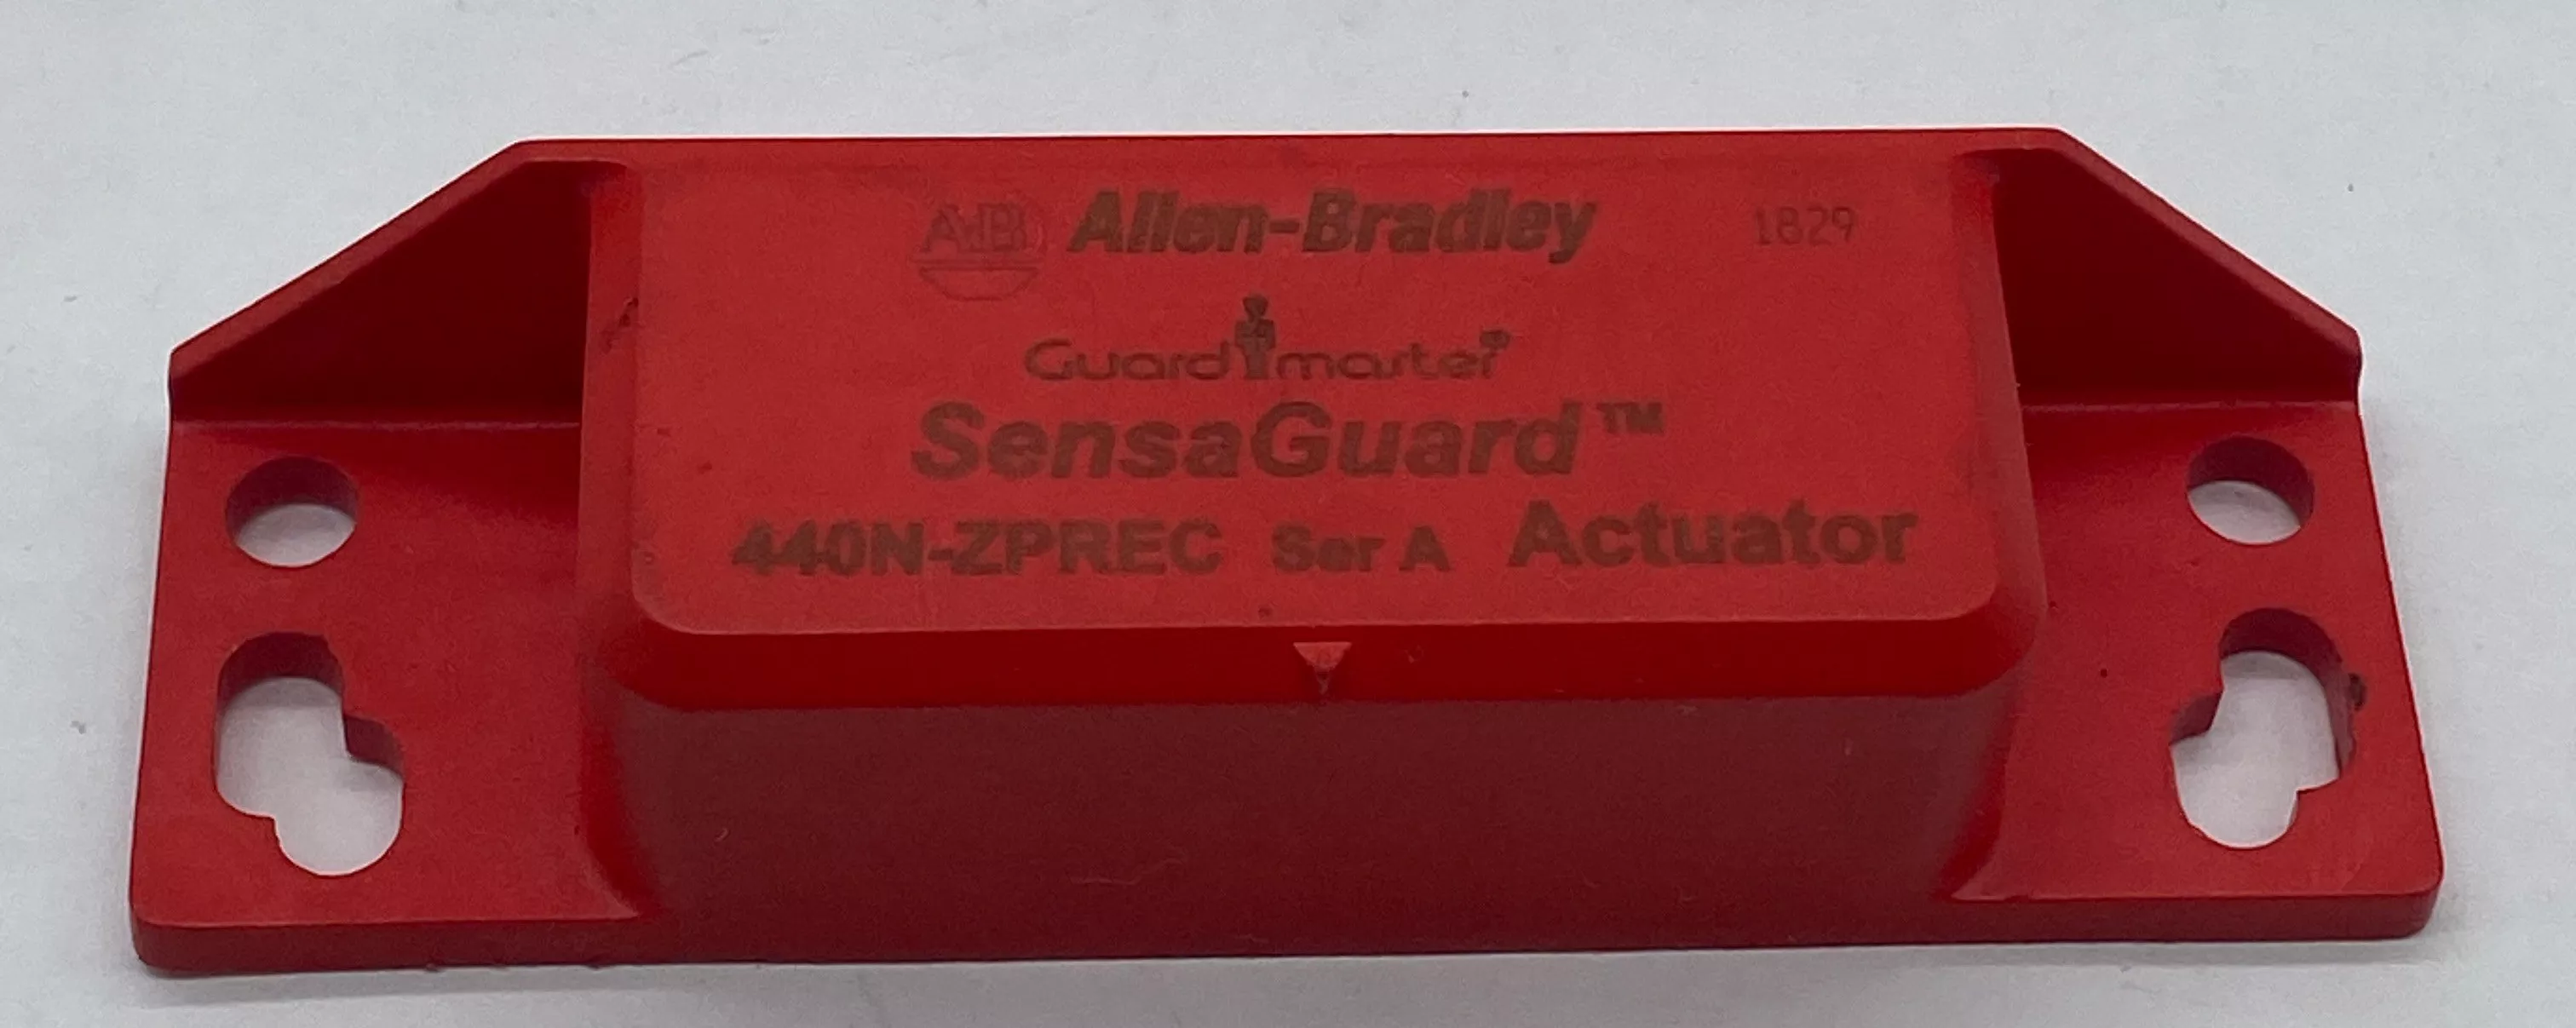 AB Allen-Bradley 1829
Guardmaster
SensaGuard™
440N-ZPREC Ser A Actuator